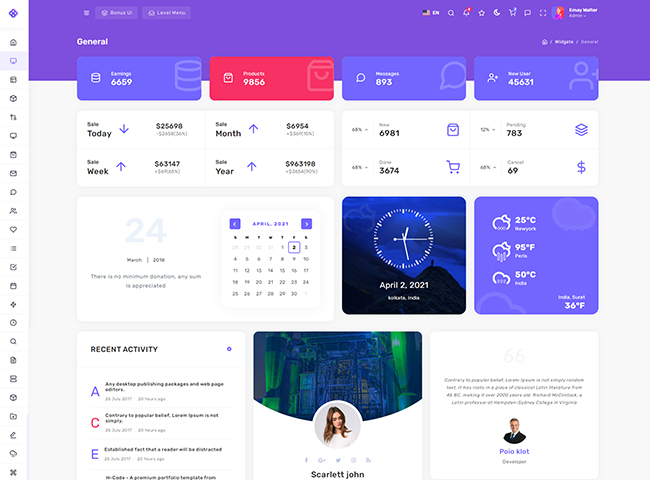 Bonus UI
Level Menu
EN
Emay Walter
Admin
General
Widgets / General
Earnings
6659
Products
9856
Messages
893
New User
45631
Sale
Today
$25698
-$2658(36%)
Sale
Month
$6954
+$369(15%)
Sale
Week
$63147
+$69(65%)
Sale
Year
$963198
+$3654(90%)
68%
New
6981
12%
Pending
783
68%
Done
3674
68%
Cancel
69
24
March | 2018
There is no minimum donation, any sum
is appreciated
APRIL, 2021
S M T W T F S
28 29 30 31 1 2 3
4 5 6 7 8 9 10
11 12 13 14 15 16 17
18 19 20 21 22 23 24
25 26 27 28 29 30 1
April 2, 2021
kolkata, India
25°C
Newyork
95°F
Peris
50°C
India
India, Surat
36°F
RECENT ACTIVITY
A
Any desktop publishing packages and web page
editors.
25 July 2017 20 hours ago
C
Contrary to popular belief, Lorem Ipsum is not
simply.
25 July 2017 20 hours ago
E
Established fact that a reader will be distracted
25 July 2017 20 hours ago
H-Code - A premium portfolio template from
Scarlett john
66
Contrary to popular belief, Lorem Ipsum is not simply random
text. It has roots in a piece of classical Latin literature from
45 BC, making it over 2000 years old. Richard McClintock, a
Latin professor at Hampden-Sydney College in Virginia
Poio klot
Developer